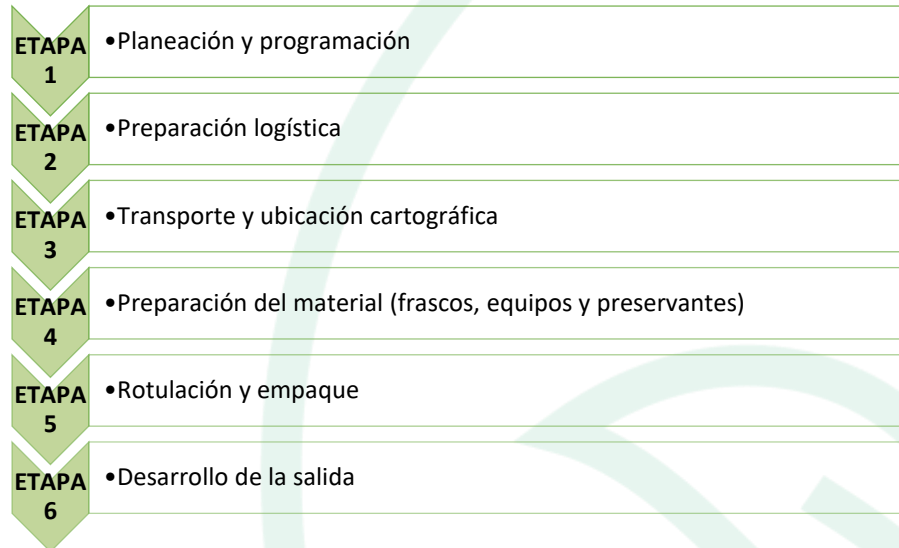 ETAPA
1
•Planeación y programación
ETAPA
2
•Preparación logística
ETAPA
3
•Transporte y ubicación cartográfica
ETAPA
4
•Preparación del material (frascos, equipos y preservantes)
ETAPA
5
•Rotulación y empaque
ETAPA
6
•Desarrollo de la salida